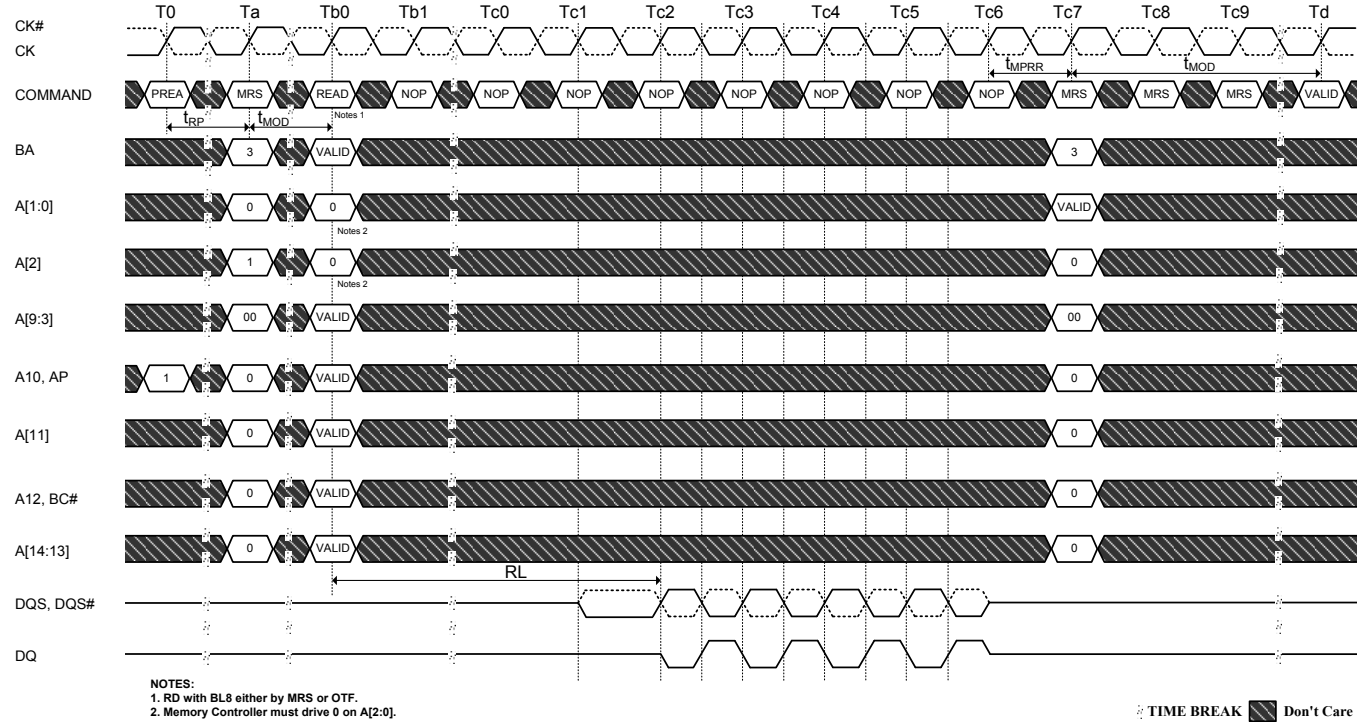 T0 Ta Tb0 Tb1 Tc0 Tc1 Tc2 Tc3 Tc4 Tc5 Tc6 Tc7 Tc8 Tc9 Td
CK#
CK
tMPRR tMOD
COMMAND PREA MRS READ NOP NOP NOP NOP NOP NOP NOP NOP MRS MRS MRS VALID
tRP tMOD Notes 1
BA 3 VALID 3
A[1:0] 0 0 VALID
Notes 2
A[2] 1 0 0
Notes 2
A[9:3] 00 VALID 00
A10, AP 1 0 VALID 0
A[11] 0 VALID 0
A12, BC# 0 VALID 0
A[14:13] 0 VALID 0
RL
DQS, DQS#
DQ
NOTES:
1. RD with BL8 either by MRS or OTF.
2. Memory Controller must drive 0 on A[2:0].
TIME BREAK Don't Care